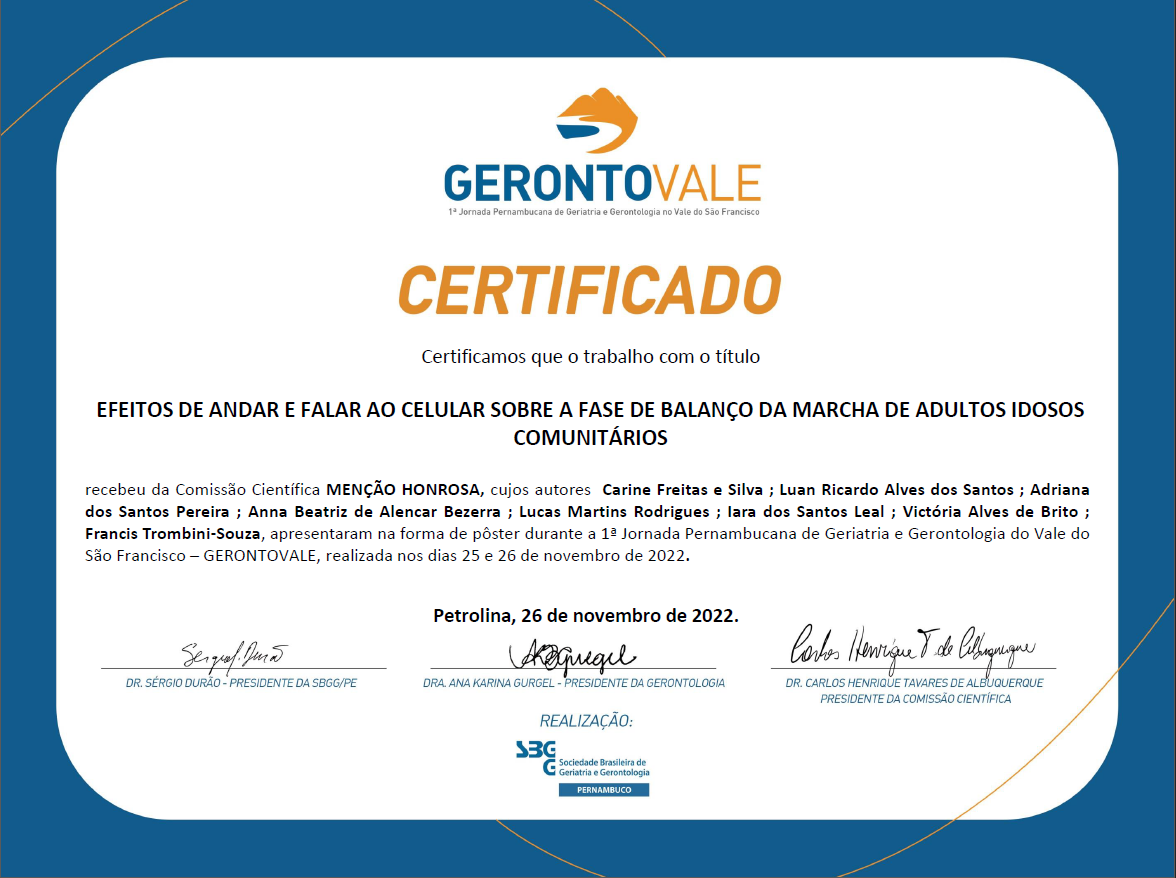 GERONTOVALE
1ª Jornada Pernambucana de Geriatria e Gerontologia no Vale do São Francisco
CERTIFICADO
Certificamos que o trabalho com o título
EFEITOS DE ANDAR E FALAR AO CELULAR SOBRE A FASE DE BALANÇO DA MARCHA DE ADULTOS IDOSOS
COMUNITÁRIOS
recebeu da Comissão Científica MENÇÃO HONROSA, cujos autores Carine Freitas e Silva ; Luan Ricardo Alves dos Santos ; Adriana
dos Santos Pereira ; Anna Beatriz de Alencar Bezerra ; Lucas Martins Rodrigues ; Iara dos Santos Leal ; Victória Alves de Brito ;
Francis Trombini-Souza, apresentaram na forma de pôster durante a 1ª Jornada Pernambucana de Geriatria e Gerontologia do Vale do
São Francisco – GERONTOVALE, realizada nos dias 25 e 26 de novembro de 2022.
Petrolina, 26 de novembro de 2022.
Carlos Henrique T de Albuquerque
DR. SÉRGIO DURÃO - PRESIDENTE DA SBGG/PE
DRA. ANA KARINA GURGEL - PRESIDENTE DA GERONTOLOGIA
DR. CARLOS HENRIQUE TAVARES DE ALBUQUERQUE
PRESIDENTE DA COMISSÃO CIENTÍFICA
REALIZAÇÃO:
SBGG
Sociedade Brasileira de
Geriatria e Gerontologia
PERNAMBUCO